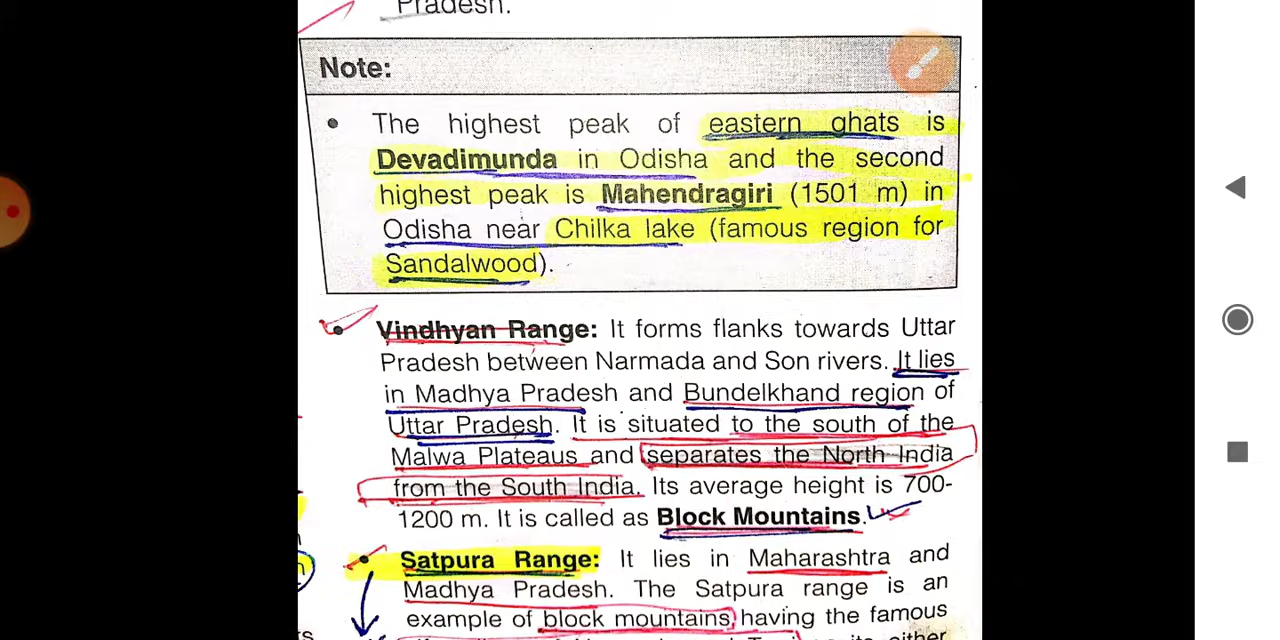 Pradesh.
Note:
• The highest peak of eastern ghats is
Devadimunda in Odisha and the second
highest peak is Mahendragiri (1501 m) in
Odisha near Chilka lake (famous region for
Sandalwood).
• Vindhyan Range: It forms flanks towards Uttar
Pradesh between Narmada and Son rivers. It lies
in Madhya Pradesh and Bundelkhand region of
Uttar Pradesh. It is situated to the south of the
Malwa Plateaus and separates the North India
from the South India. Its average height is 700-
1200 m. It is called as Block Mountains.
• Satpura Range: It lies in Maharashtra and
Madhya Pradesh. The Satpura range is an
example of block mountains, having the famous
either